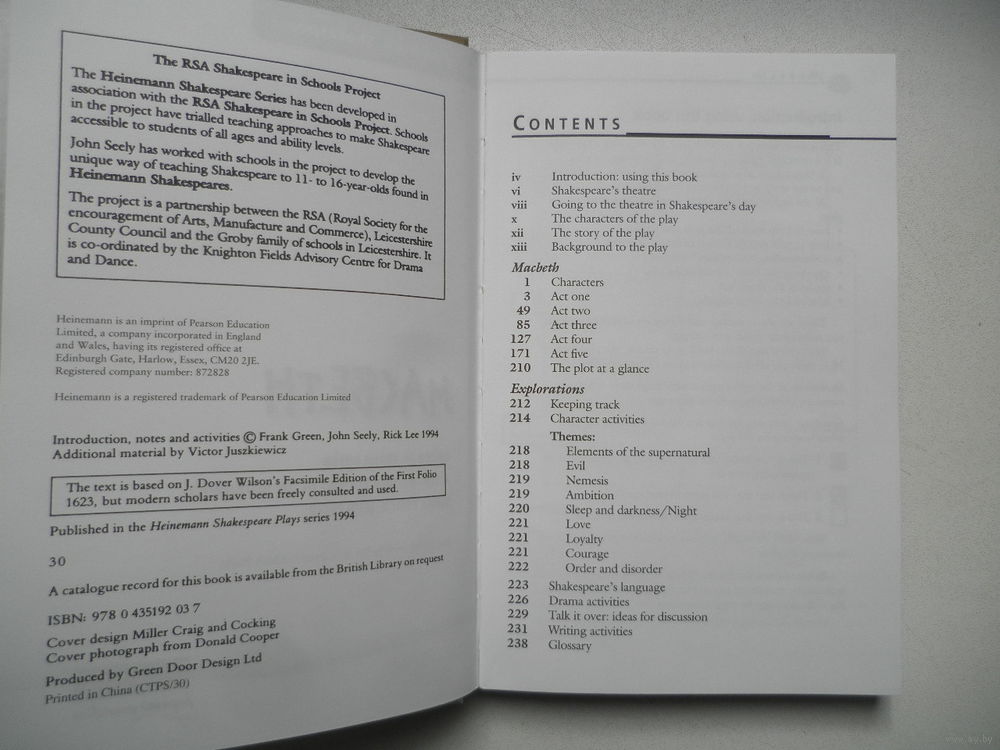 The RSA Shakespeare in Schools Project
The Heinemann Shakespeare Series has been developed in
association with the RSA Shakespeare in Schools Project. Schools
in the project have trialled teaching approaches to make Shakespeare
accessible to students of all ages and ability levels.
John Seely has worked with schools in the project to develop the
unique way of teaching Shakespeare to 11- to 16-year-olds found in
Heinemann Shakespeares.
The project is a partnership between the RSA (Royal Society for the
encouragement of Arts, Manufacture and Commerce), Leicestershire
County Council and the Groby family of schools in Leicestershire. It
is co-ordinated by the Knighton Fields Advisory Centre for Drama
and Dance.
Heinemann is an imprint of Pearson Education
Limited, a company incorporated in England
and Wales, having its registered office at
Edinburgh Gate, Harlow, Essex, CM20 2JE.
Registered company number: 872828
Heinemann is a registered trademark of Pearson Education Limited
Introduction, notes and activities © Frank Green, John Seely, Rick Lee 1994
Additional material by Victor Juszkiewicz
The text is based on J. Dover Wilson's Facsimile Edition of the First Folio
1623, but modern scholars have been freely consulted and used.
Published in the Heinemann Shakespeare Plays series 1994
30
A catalogue record for this book is available from the British Library on request
ISBN: 978 0 435192 03 7
Cover design Miller Craig and Cocking
Cover photograph from Donald Cooper
Produced by Green Door Design Ltd
Printed in China (CTPS/30)
CONTENTS
iv Introduction: using this book
vi Shakespeare's theatre
viii Going to the theatre in Shakespeare's day
x The characters of the play
xii The story of the play
xiii Background to the play
Macbeth
1 Characters
3 Act one
49 Act two
85 Act three
127 Act four
171 Act five
210 The plot at a glance
Explorations
212 Keeping track
214 Character activities
Themes:
218 Elements of the supernatural
218 Evil
219 Nemesis
219 Ambition
220 Sleep and darkness/Night
221 Love
221 Loyalty
221 Courage
222 Order and disorder
223 Shakespeare's language
226 Drama activities
229 Talk it over: ideas for discussion
231 Writing activities
238 Glossary